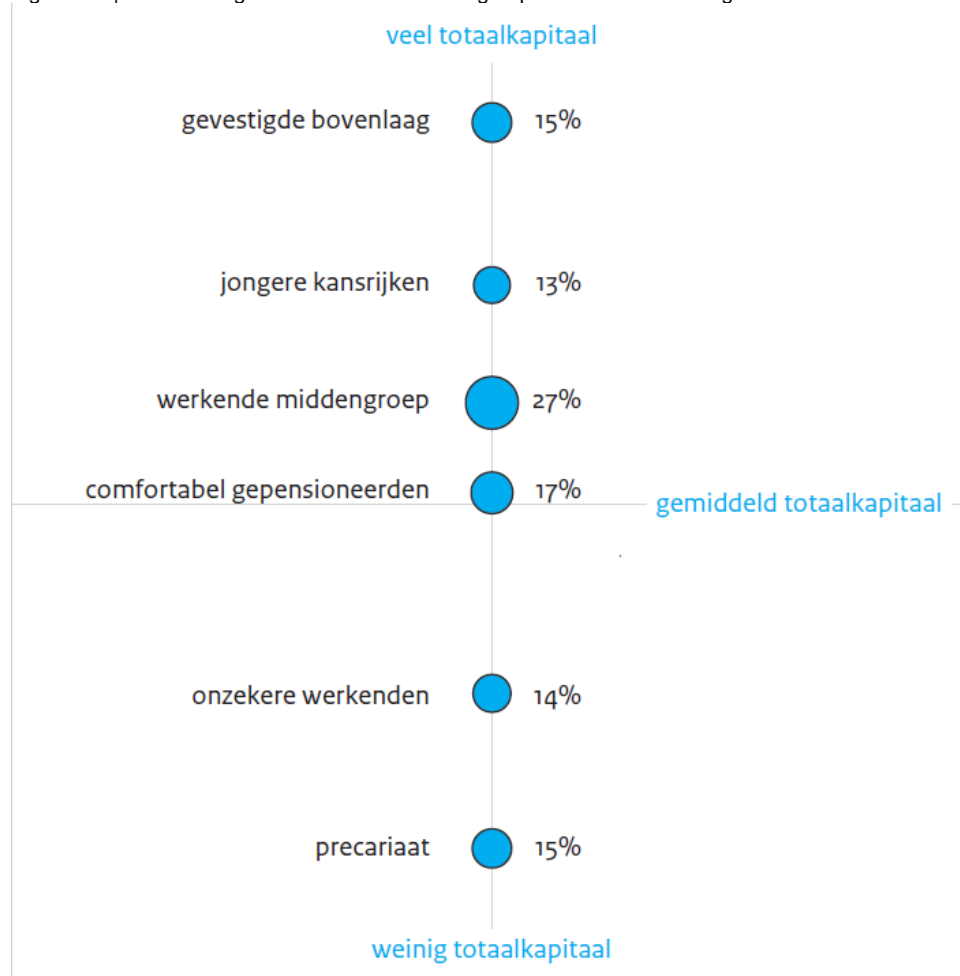 veel totaalkapitaal
gevestigde bovenlaag 15%
jongere kansrijken 13%
werkende middengroep 27%
comfortabel gepensioneerden 17%
gemiddeld totaalkapitaal
onzekere werkenden 14%
precariaat 15%
weinig totaalkapitaal